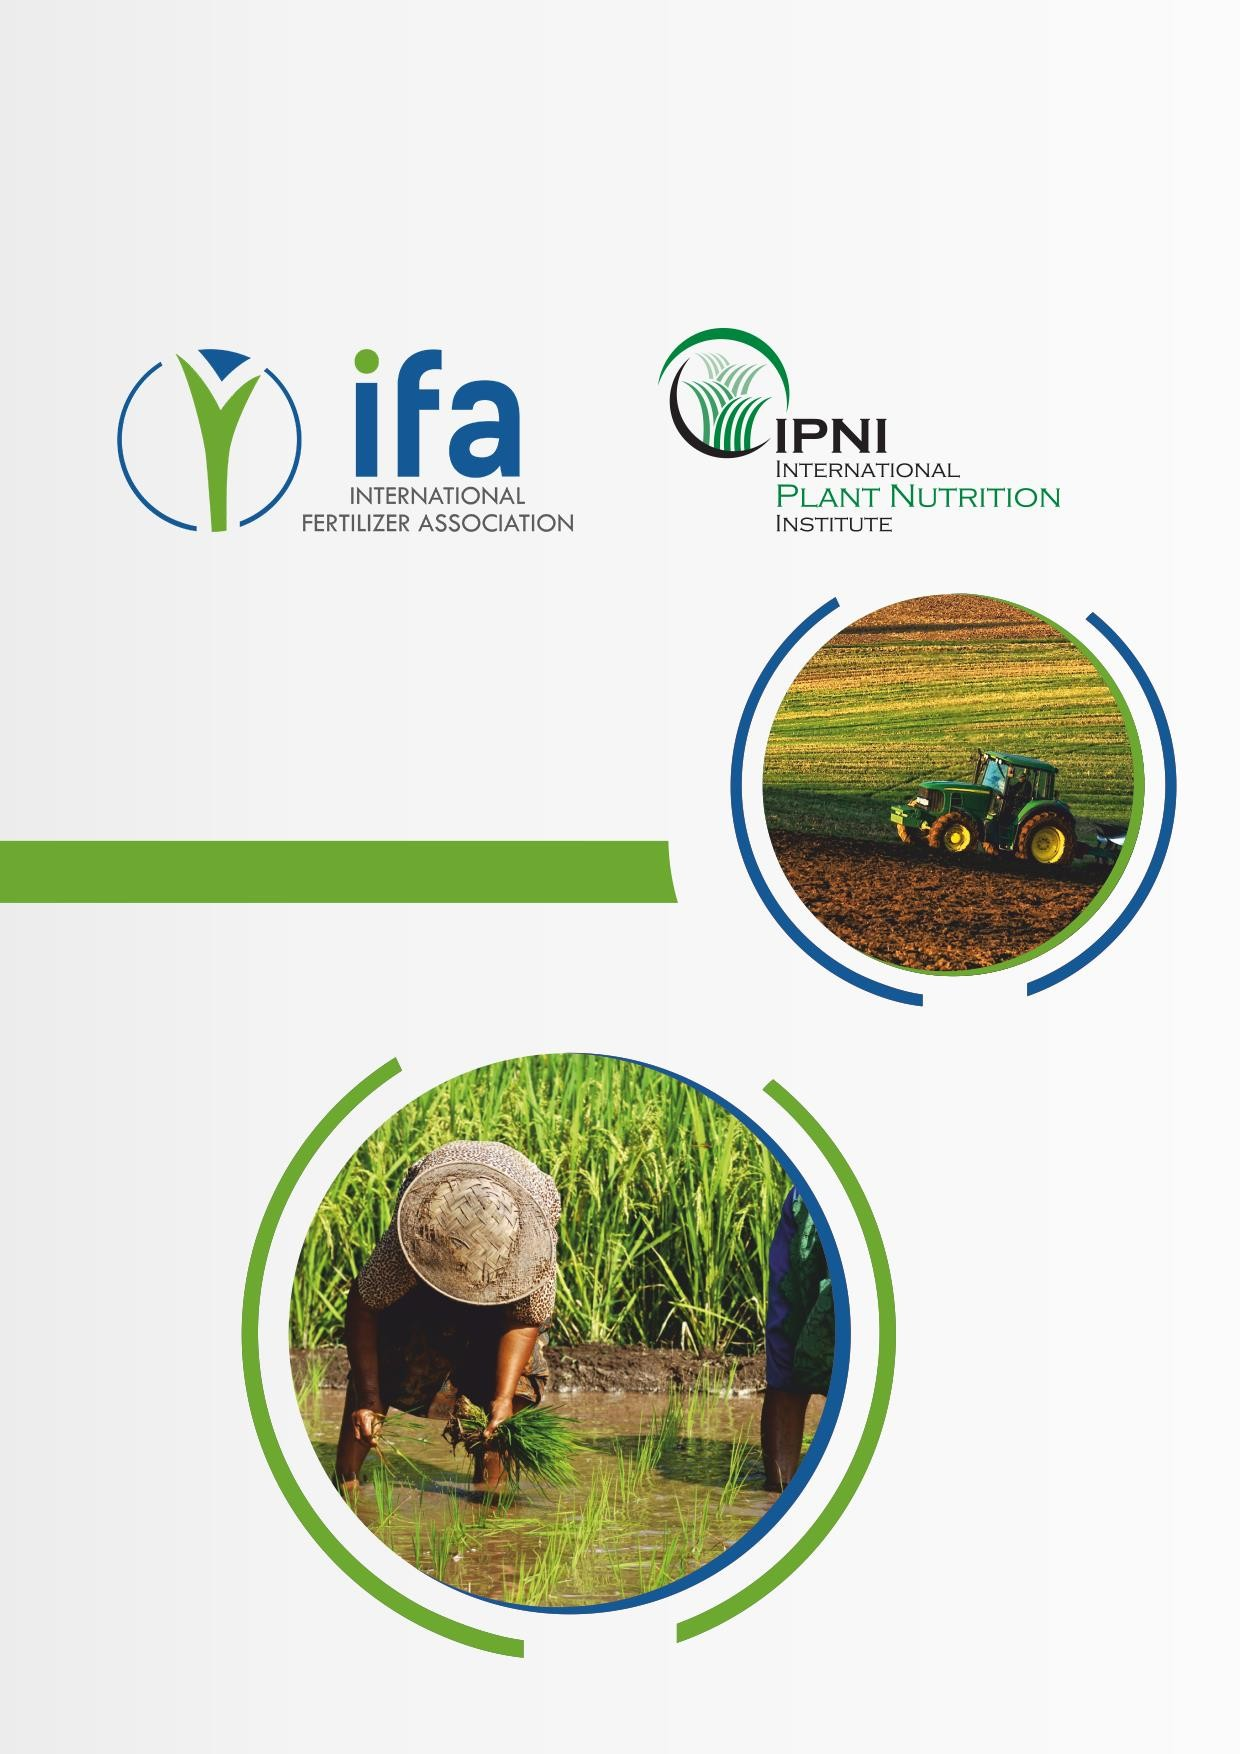 ifa
INTERNATIONAL
FERTILIZER ASSOCIATION
IPNI
INTERNATIONAL
PLANT NUTRITION
INSTITUTE